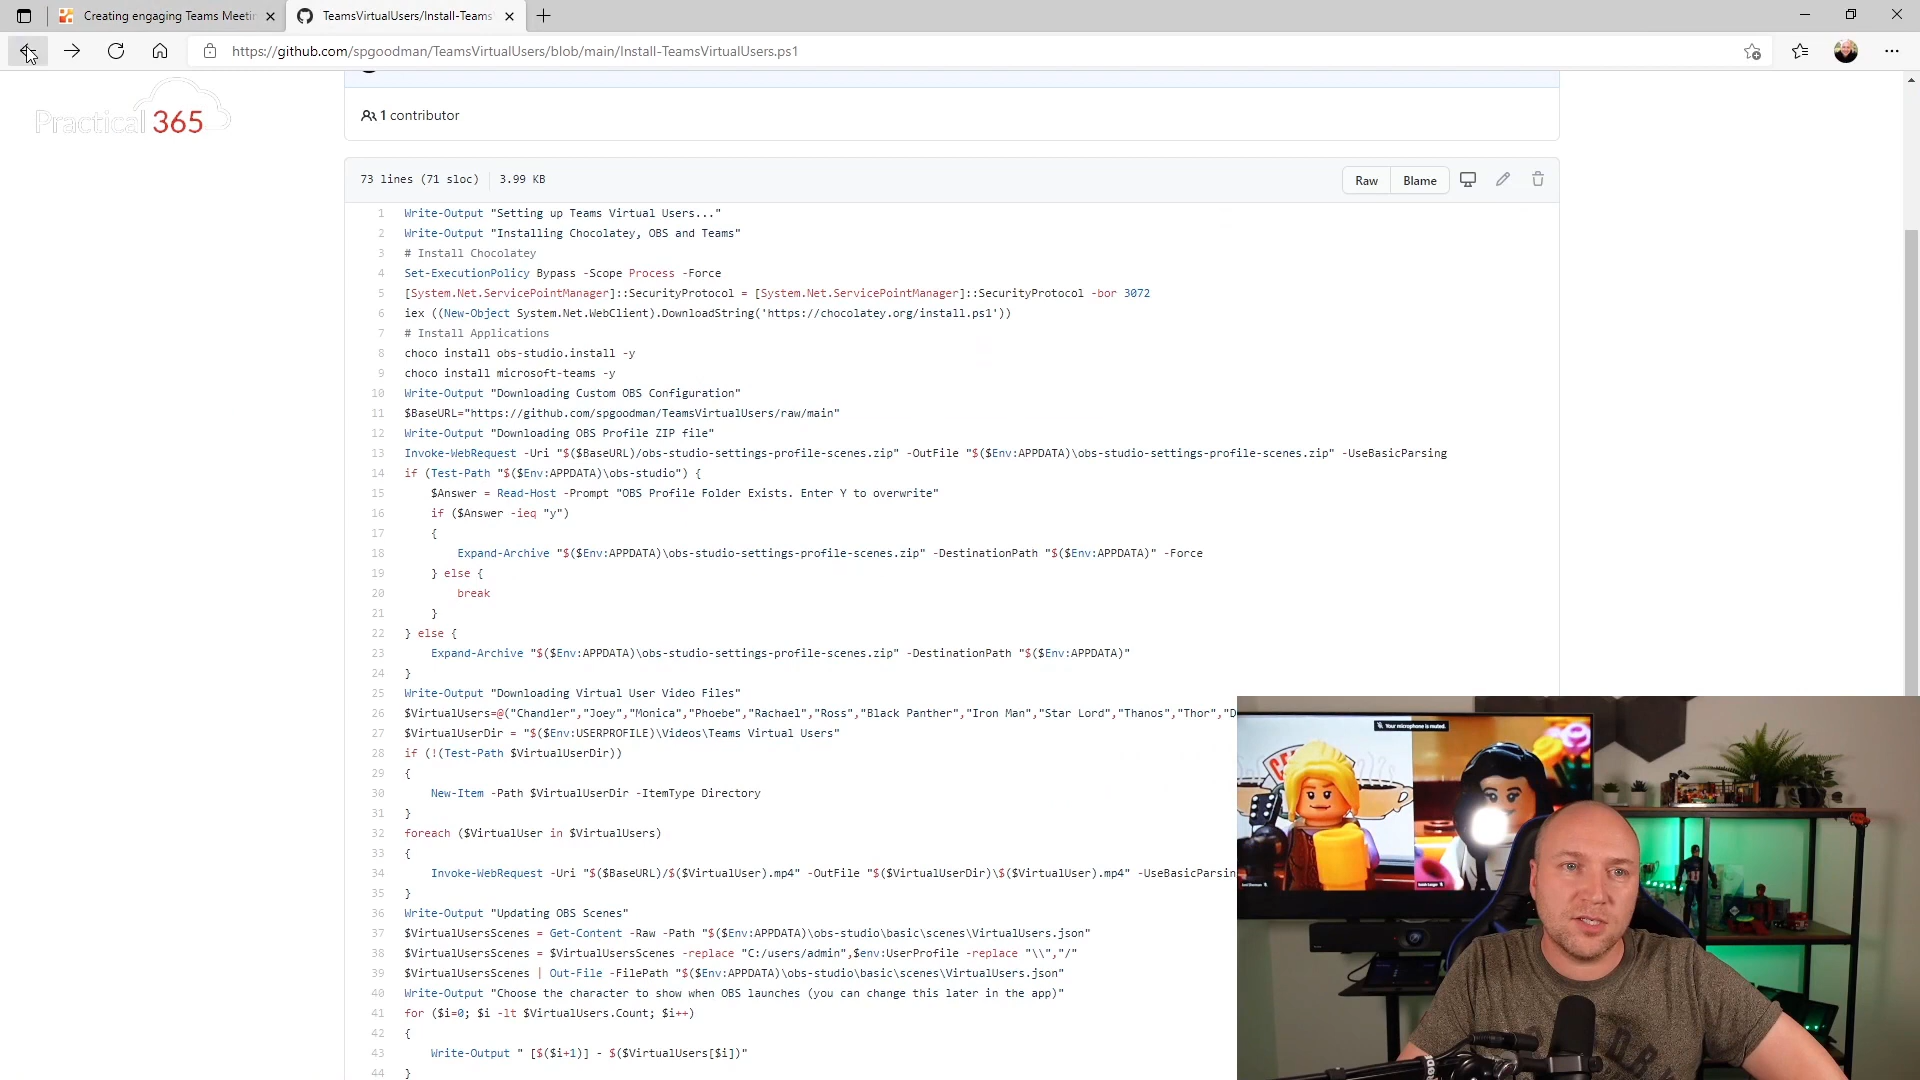 Creating engaging Teams Meetin
TeamsVirtualUsers/Install-Teams
https://github.com/spgoodman/TeamsVirtualUsers/blob/main/Install-TeamsVirtualUsers.ps1
Practical 365
1 contributor
73 lines (71 sloc) 3.99 KB
Raw Blame
1 Write-Output "Setting up Teams Virtual Users..."
2 Write-Output "Installing Chocolatey, OBS and Teams"
3 # Install Chocolatey
4 Set-ExecutionPolicy Bypass -Scope Process -Force
5 [System.Net.ServicePointManager]::SecurityProtocol = [System.Net.ServicePointManager]::SecurityProtocol -bor 3072
6 iex ((New-Object System.Net.WebClient).DownloadString('https://chocolatey.org/install.ps1'))
7 # Install Applications
8 choco install obs-studio.install -y
9 choco install microsoft-teams -y
10 Write-Output "Downloading Custom OBS Configuration"
11 $BaseURL="https://github.com/spgoodman/TeamsVirtualUsers/raw/main"
12 Write-Output "Downloading OBS Profile ZIP file"
13 Invoke-WebRequest -Uri "$($BaseURL)/obs-studio-settings-profile-scenes.zip" -OutFile "$($Env:APPDATA)\obs-studio-settings-profile-scenes.zip" -UseBasicParsing
14 if (Test-Path "$($Env:APPDATA)\obs-studio") {
15 $Answer = Read-Host -Prompt "OBS Profile Folder Exists. Enter Y to overwrite"
16 if ($Answer -ieq "y")
17 {
18 Expand-Archive "$($Env:APPDATA)\obs-studio-settings-profile-scenes.zip" -DestinationPath "$($Env:APPDATA)" -Force
19 } else {
20 break
21 }
22 } else {
23 Expand-Archive "$($Env:APPDATA)\obs-studio-settings-profile-scenes.zip" -DestinationPath "$($Env:APPDATA)"
24 }
25 Write-Output "Downloading Virtual User Video Files"
26 $VirtualUsers=@("Chandler","Joey","Monica","Phoebe","Rachael","Ross","Black Panther","Iron Man","Star Lord","Thanos","Thor","D
27 $VirtualUserDir = "$($Env:USERPROFILE)\Videos\Teams Virtual Users"
28 if (!(Test-Path $VirtualUserDir))
29 {
30 New-Item -Path $VirtualUserDir -ItemType Directory
31 }
32 foreach ($VirtualUser in $VirtualUsers)
33 {
34 Invoke-WebRequest -Uri "$($BaseURL)/$($VirtualUser).mp4" -OutFile "$($VirtualUserDir)\$($VirtualUser).mp4" -UseBasicParsin
35 }
36 Write-Output "Updating OBS Scenes"
37 $VirtualUsersScenes = Get-Content -Raw -Path "$($Env:APPDATA)\obs-studio\basic\scenes\VirtualUsers.json"
38 $VirtualUsersScenes = $VirtualUsersScenes -replace "C:/users/admin",$env:UserProfile -replace "\\","/"
39 $VirtualUsersScenes | Out-File -FilePath "$($Env:APPDATA)\obs-studio\basic\scenes\VirtualUsers.json"
40 Write-Output "Choose the character to show when OBS launches (you can change this later in the app)"
41 for ($i=0; $i -lt $VirtualUsers.Count; $i++)
42 {
43 Write-Output " [$($i+1)] - $($VirtualUsers[$i])"
44 }
Your microphone is muted.